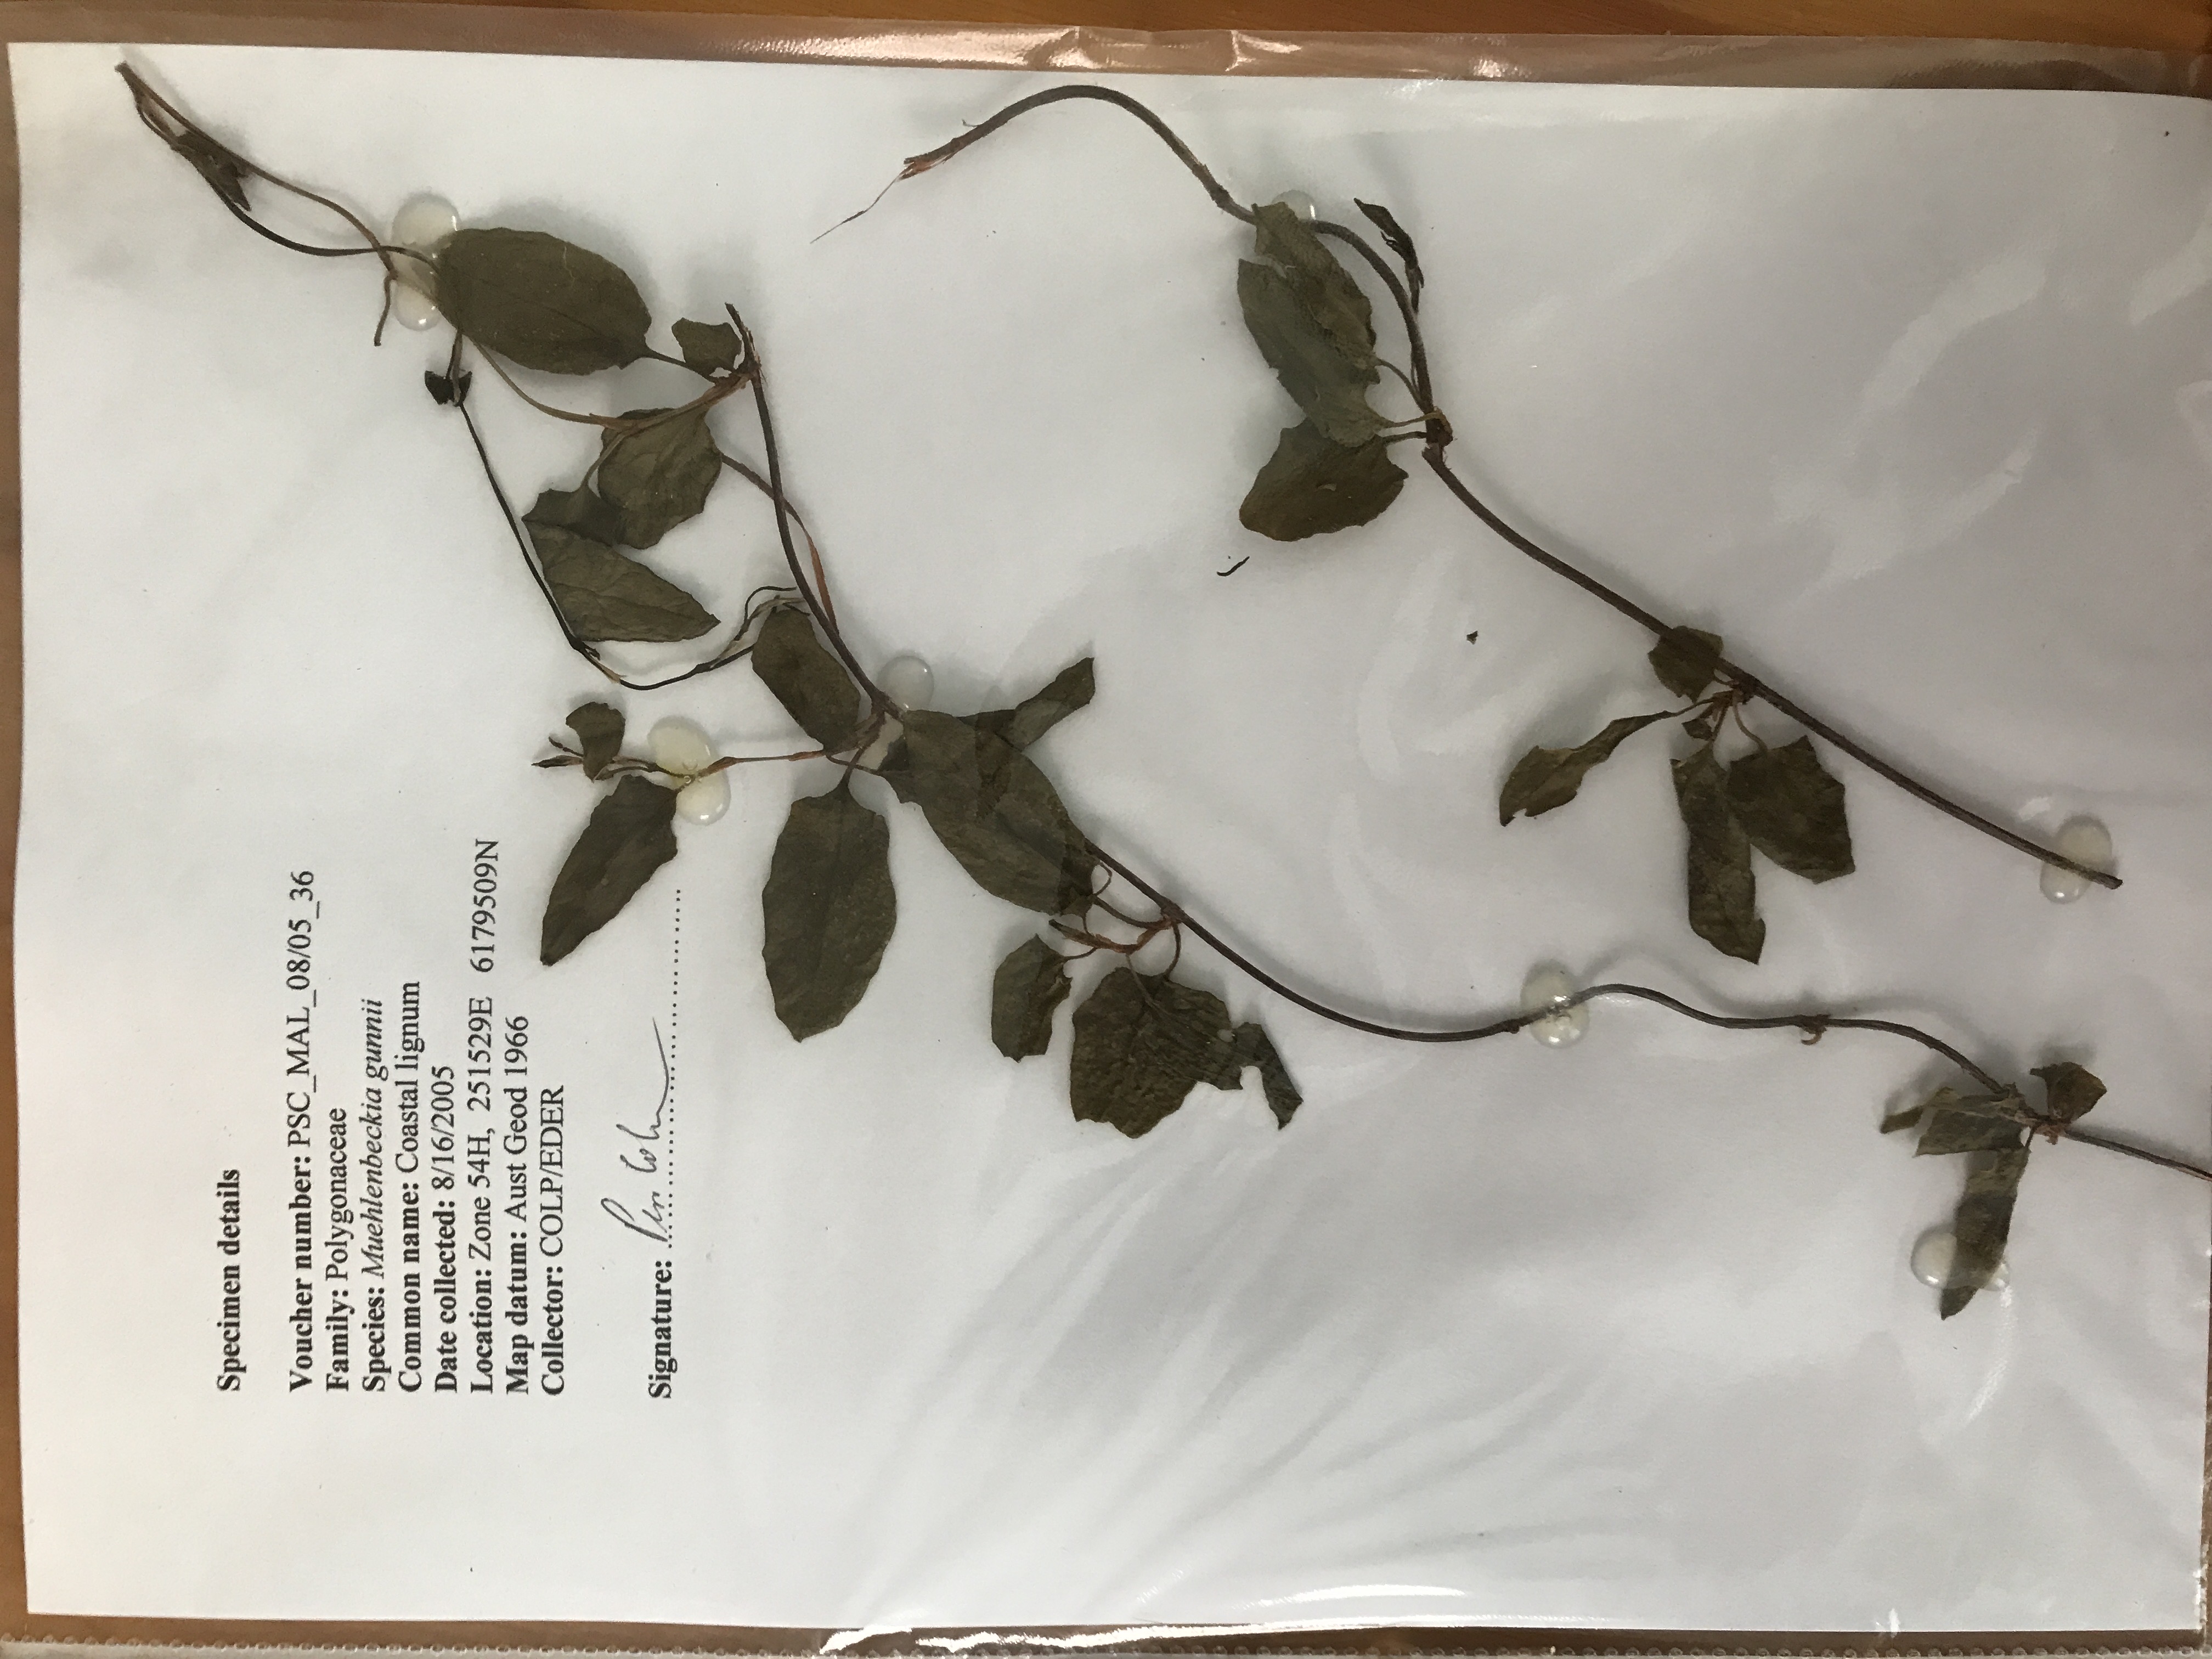 Specimen details
Voucher number: PSC_MAL_08/05_36
Family: Polygonaceae
Species: Muehlenbeckia gunnii
Common name: Coastal lignum
Date collected: 8/16/2005
Location: Zone 54H, 251529E 6179509N
Map datum: Aust Geod 1966
Collector: COLP/EDER
Signature: